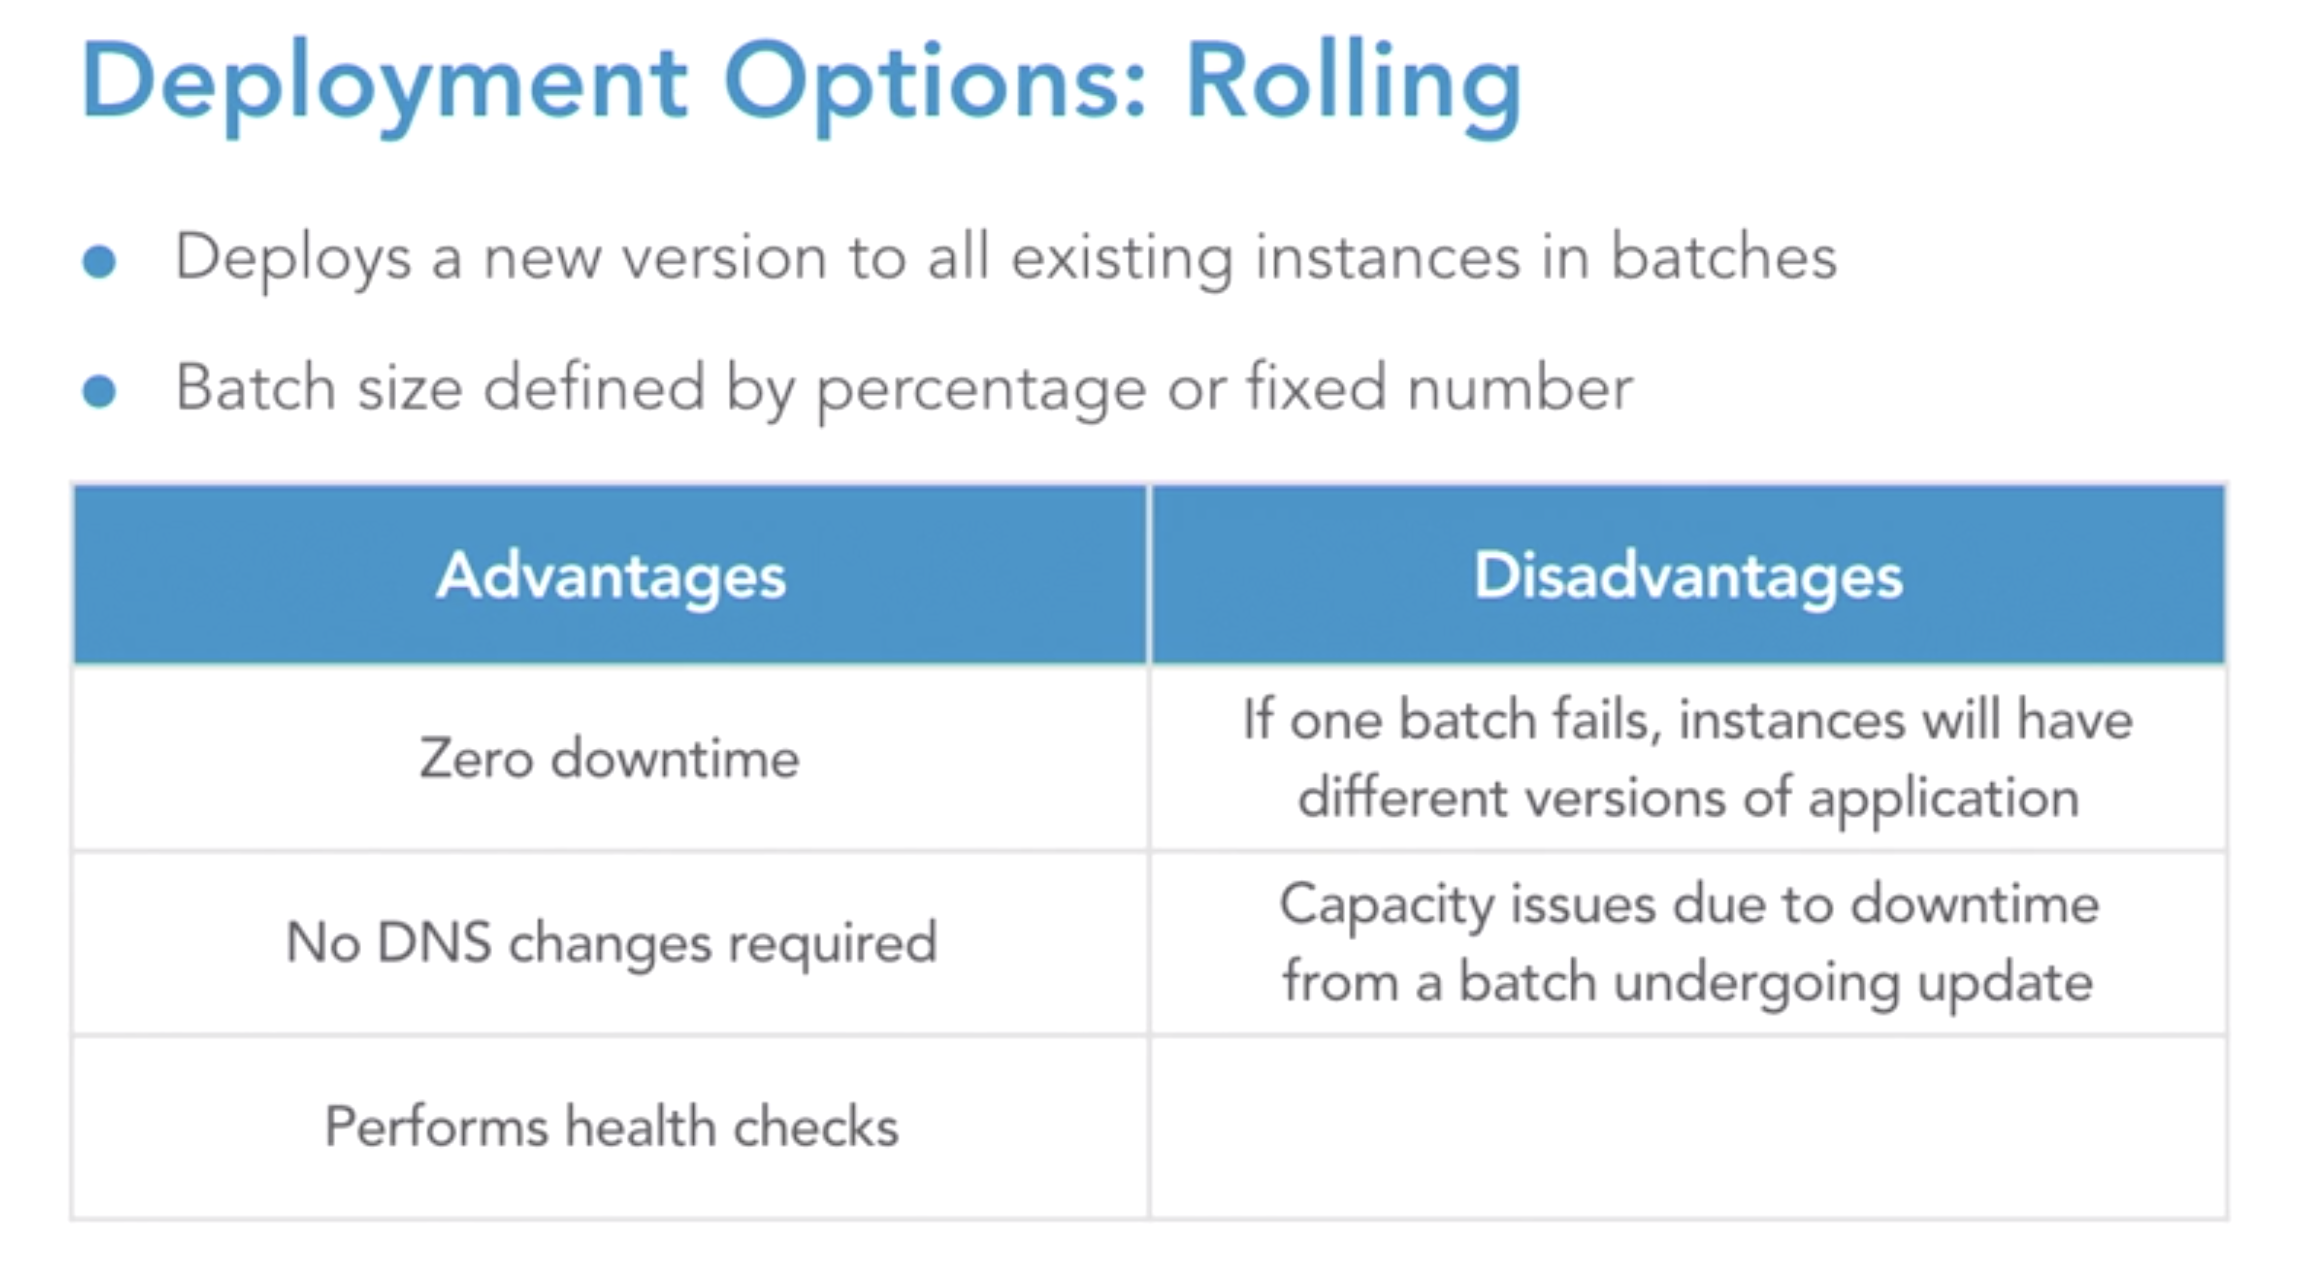 Deployment Options: Rolling
Deploys a new version to all existing instances in batches
Batch size defined by percentage or fixed number
Advantages
Disadvantages
Zero downtime
If one batch fails, instances will have
different versions of application
No DNS changes required
Capacity issues due to downtime
from a batch undergoing update
Performs health checks